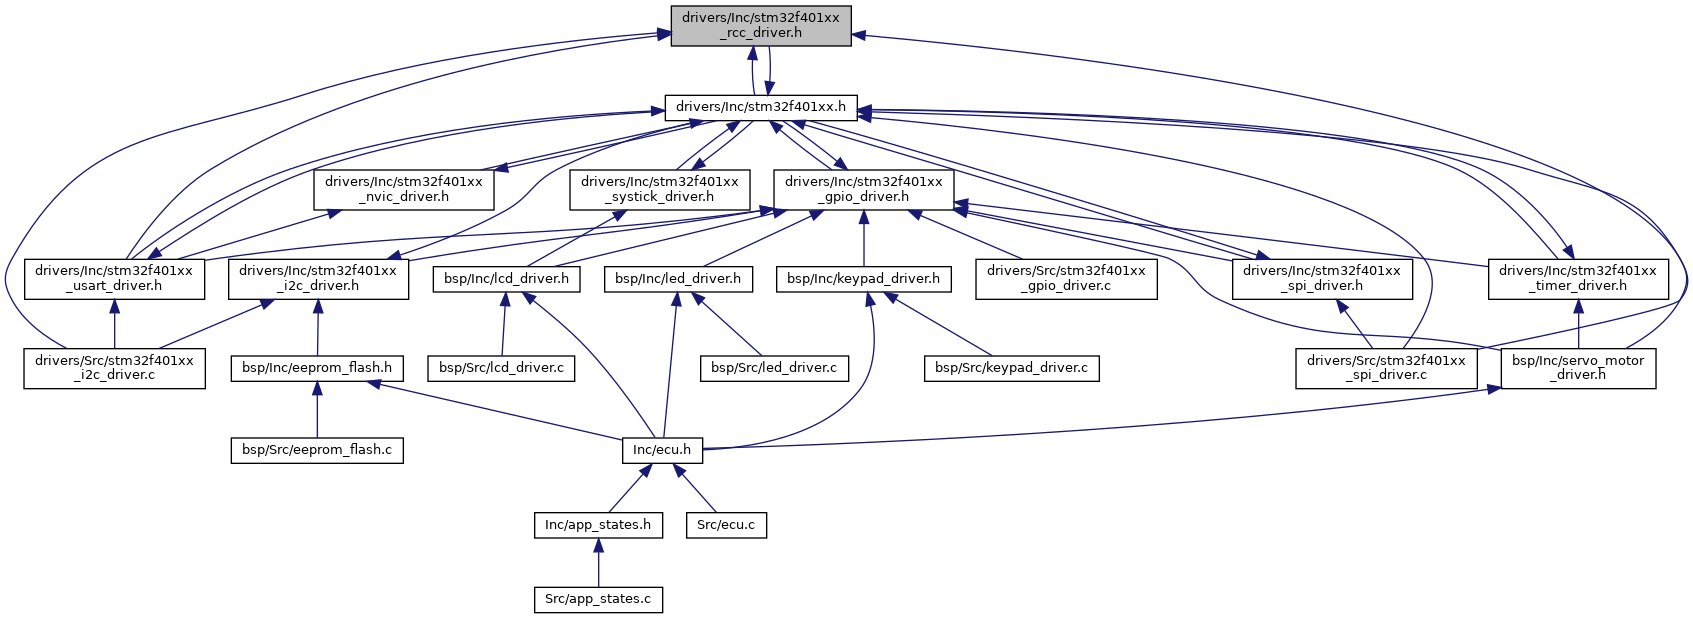 drivers/Inc/stm32f401xx
_rcc_driver.h
drivers/Inc/stm32f401xx.h
drivers/Inc/stm32f401xx
_nvic_driver.h
drivers/Inc/stm32f401xx
_systick_driver.h
drivers/Inc/stm32f401xx
_gpio_driver.h
drivers/Inc/stm32f401xx
_usart_driver.h
drivers/Inc/stm32f401xx
_i2c_driver.h
bsp/Inc/lcd_driver.h
bsp/Inc/led_driver.h
bsp/Inc/keypad_driver.h
drivers/Src/stm32f401xx
_gpio_driver.c
drivers/Inc/stm32f401xx
_spi_driver.h
drivers/Inc/stm32f401xx
_timer_driver.h
drivers/Src/stm32f401xx
_i2c_driver.c
bsp/Inc/eeprom_flash.h
bsp/Src/lcd_driver.c
bsp/Src/led_driver.c
bsp/Src/keypad_driver.c
drivers/Src/stm32f401xx
_spi_driver.c
bsp/Inc/servo_motor
_driver.h
bsp/Src/eeprom_flash.c
Inc/ecu.h
Inc/app_states.h
Src/ecu.c
Src/app_states.c